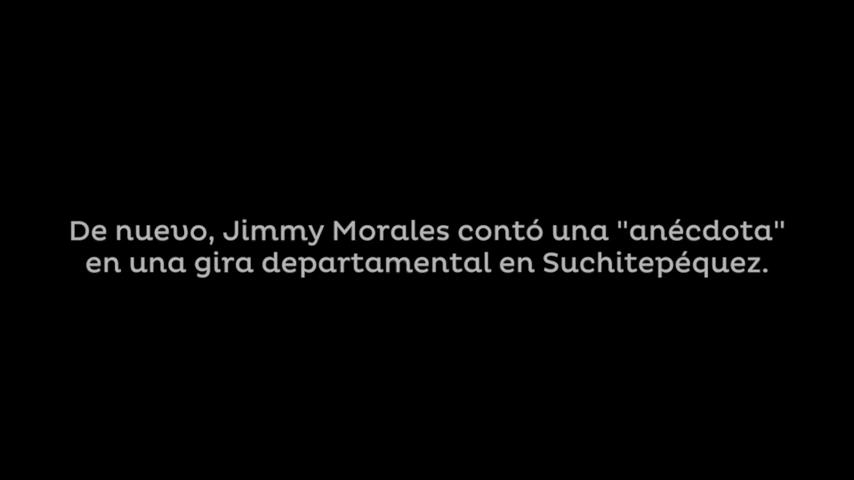 De nuevo, Jimmy Morales contó una "anécdota"
en una gira departamental en Suchitepéquez.